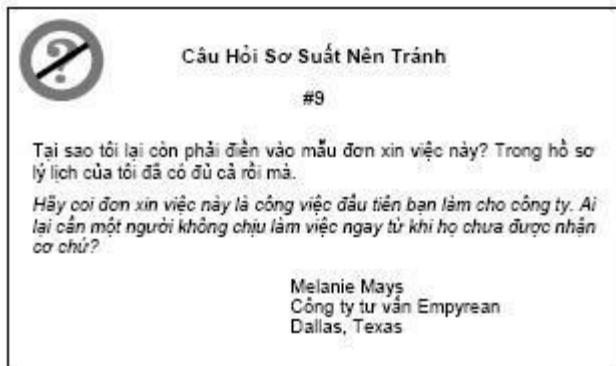 Câu Hỏi Sơ Suất Nên Tránh
#9
Tại sao tôi lại còn phải điền vào mẫu đơn xin việc này? Trong hồ sơ
lý lịch của tôi đã có đủ cả rồi mà.
Hãy coi đơn xin việc này là công việc đầu tiên bạn làm cho công ty. Ai
lại cần một người không chịu làm việc ngay từ khi họ chưa được nhận
cơ chứ?
Melanie Mays
Công ty tư vấn Empyrean
Dallas, Texas